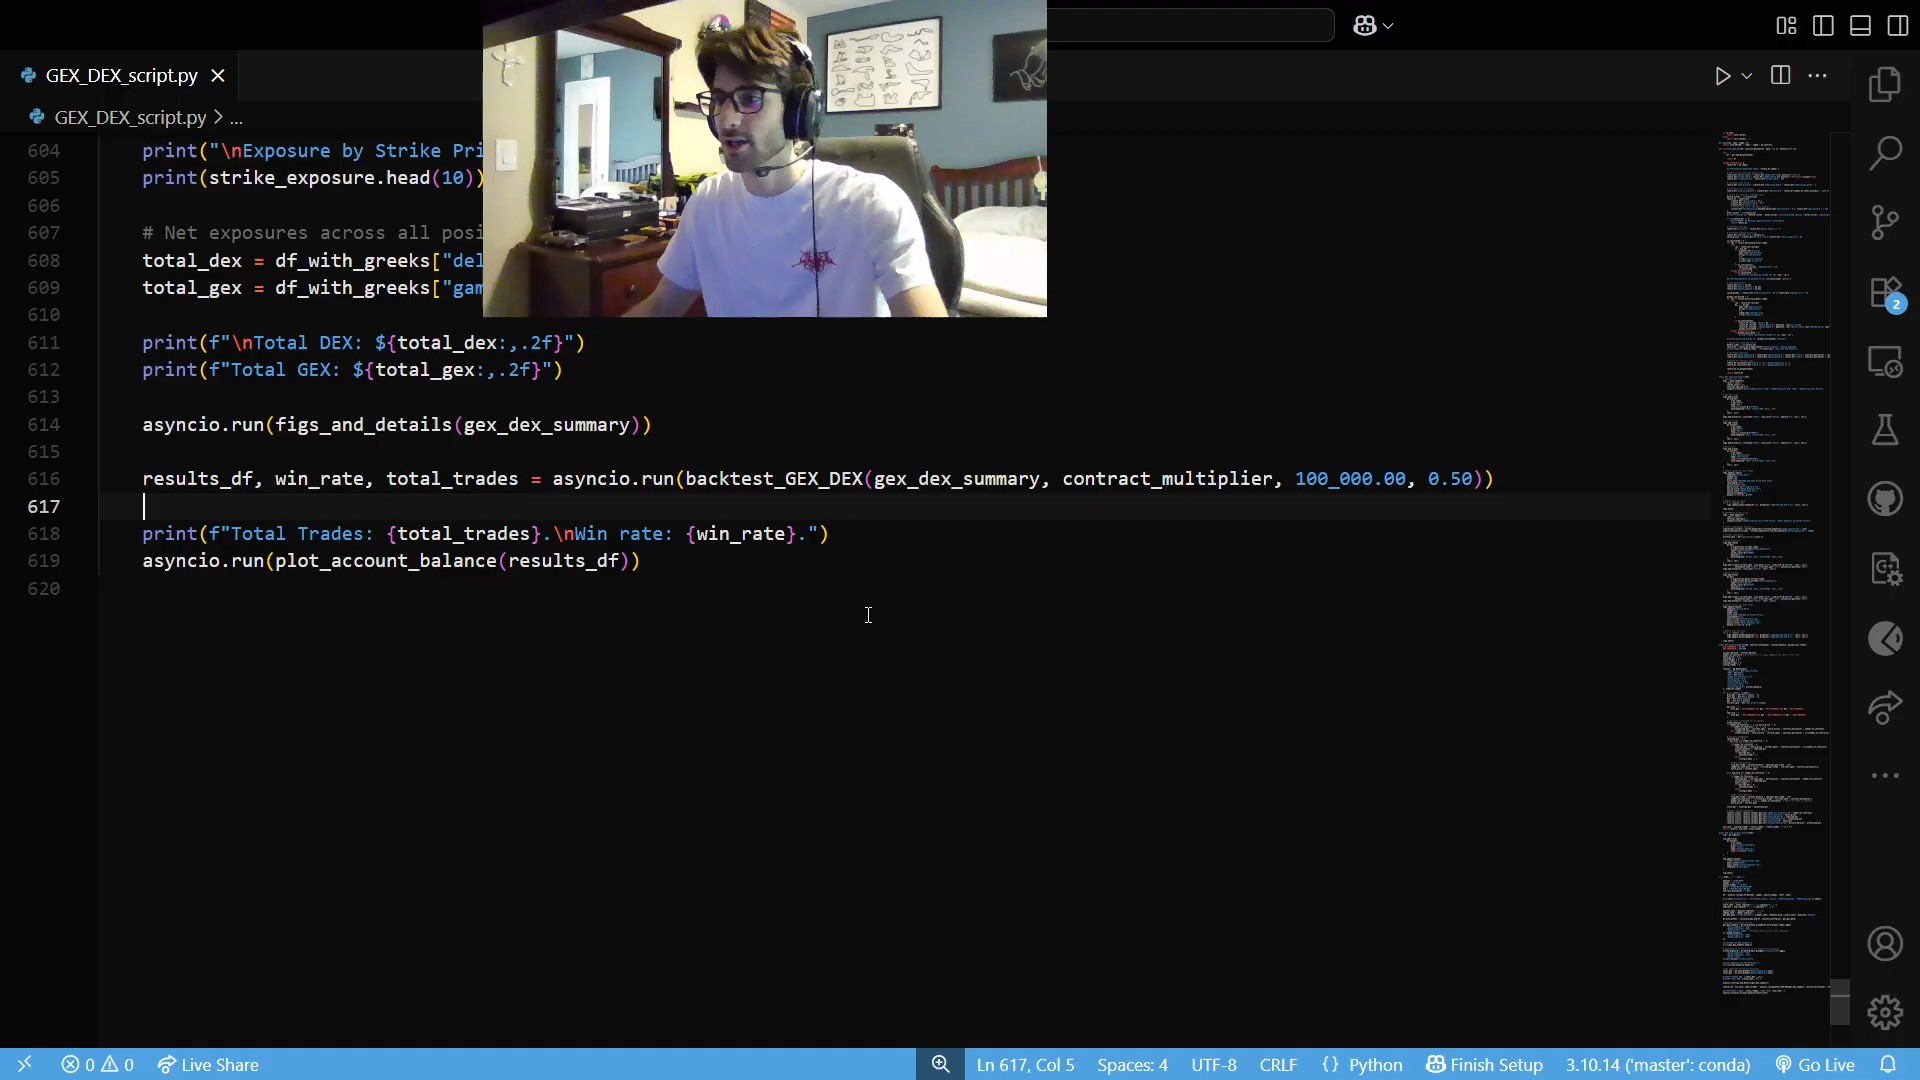 GEX_DEX_script.py
GEX_DEX_script.py > ...
604 print("\nExposure by Strike Pri
605 print(strike_exposure.head(10))
606
607 # Net exposures across all posi
608 total_dex = df_with_greeks["del
609 total_gex = df_with_greeks["gam
610
611 print(f"\nTotal DEX: ${total_dex:,.2f}")
612 print(f"Total GEX: ${total_gex:,.2f}")
613
614 asyncio.run(figs_and_details(gex_dex_summary))
615
616 results_df, win_rate, total_trades = asyncio.run(backtest_GEX_DEX(gex_dex_summary, contract_multiplier, 100_000.00, 0.50))
617
618 print(f"Total Trades: {total_trades}.\nWin rate: {win_rate}.")
619 asyncio.run(plot_account_balance(results_df))
620
2
0 0 Live Share Ln 617, Col 5 Spaces: 4 UTF-8 CRLF {} Python Finish Setup 3.10.14 ('master': conda) Go Live